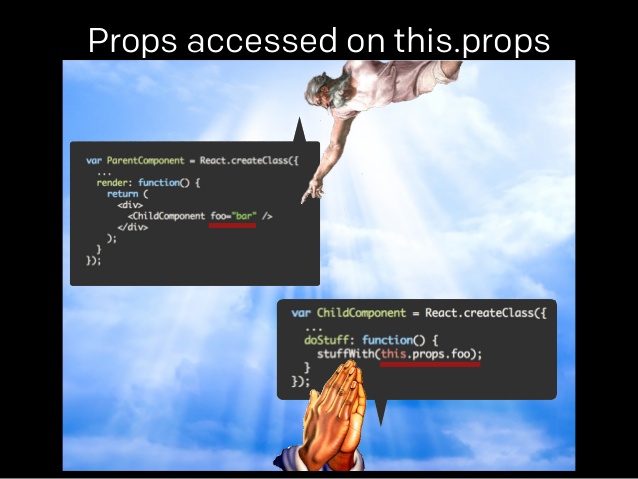 Props accessed on this.props
var ParentComponent = React.createClass({
...
render: function() {
return (
<div>
<ChildComponent foo="bar" />
</div>
);
}
});
var ChildComponent = React.createClass({
...
doStuff: function() {
stuffWith(this.props.foo);
}
});